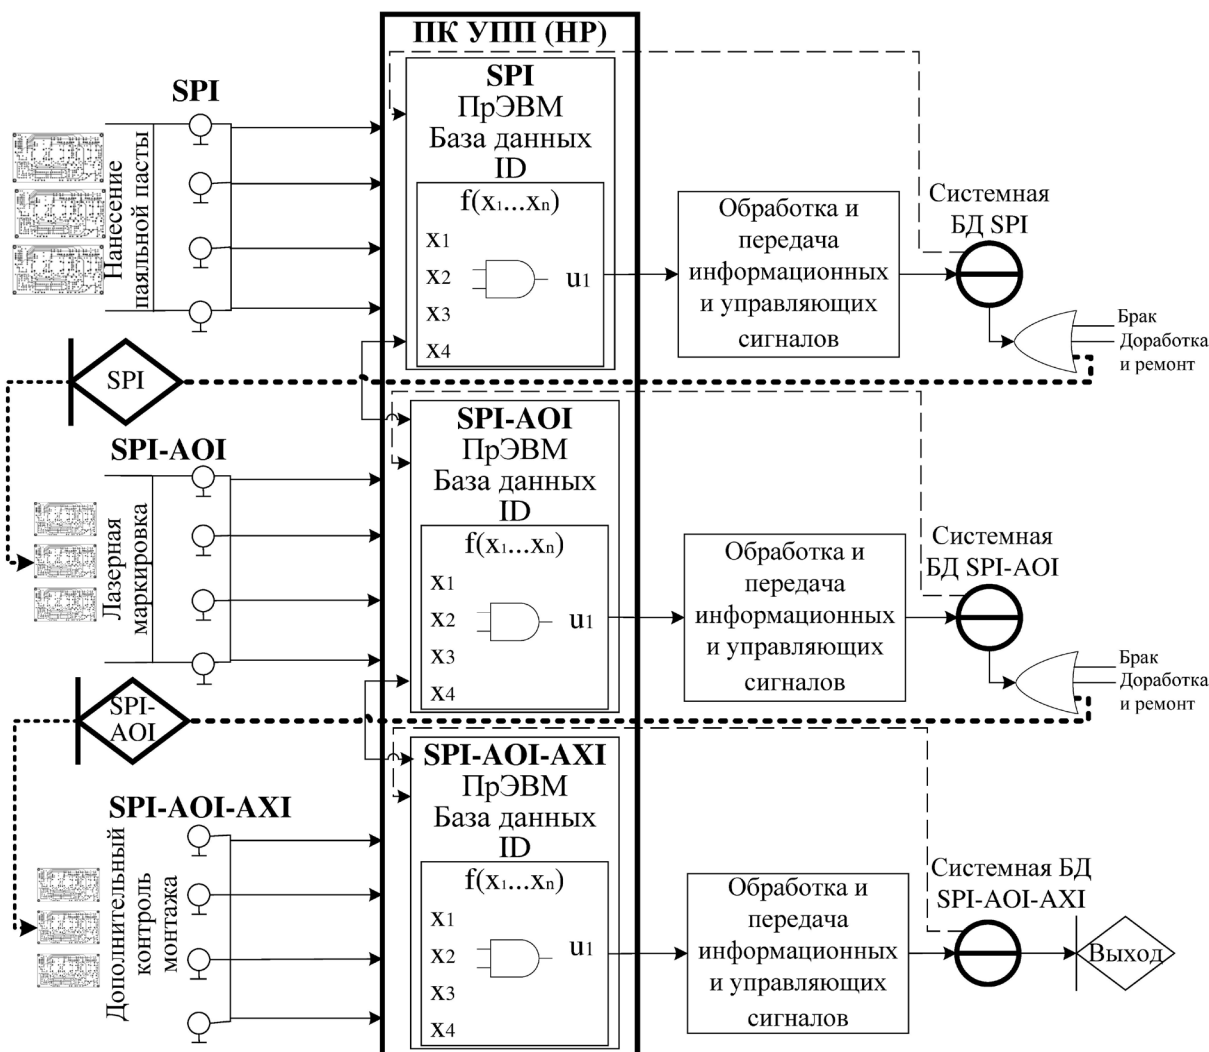 ПК УПП (НР)
SPI
Нанесение
паяльной пасты
SPI
ПрЭВМ
База данных
ID
f(x1...xn)
x1
x2
x3
x4
u1
Обработка и
передача
информационных
и управляющих
сигналов
Системная
БД SPI
Брак
Доработка
и ремонт
SPI
SPI-AOI
Лазерная
маркировка
SPI-AOI
ПрЭВМ
База данных
ID
f(x1...xn)
x1
x2
x3
x4
u1
Обработка и
передача
информационных
и управляющих
сигналов
Системная
БД SPI-AOI
Брак
Доработка
и ремонт
SPI-
AOI
SPI-AOI-AXI
Дополнительный
контроль
монтажа
SPI-AOI-AXI
ПрЭВМ
База данных
ID
f(x1...xn)
x1
x2
x3
x4
u1
Обработка и
передача
информационных
и управляющих
сигналов
Системная БД
SPI-AOI-AXI
Выход